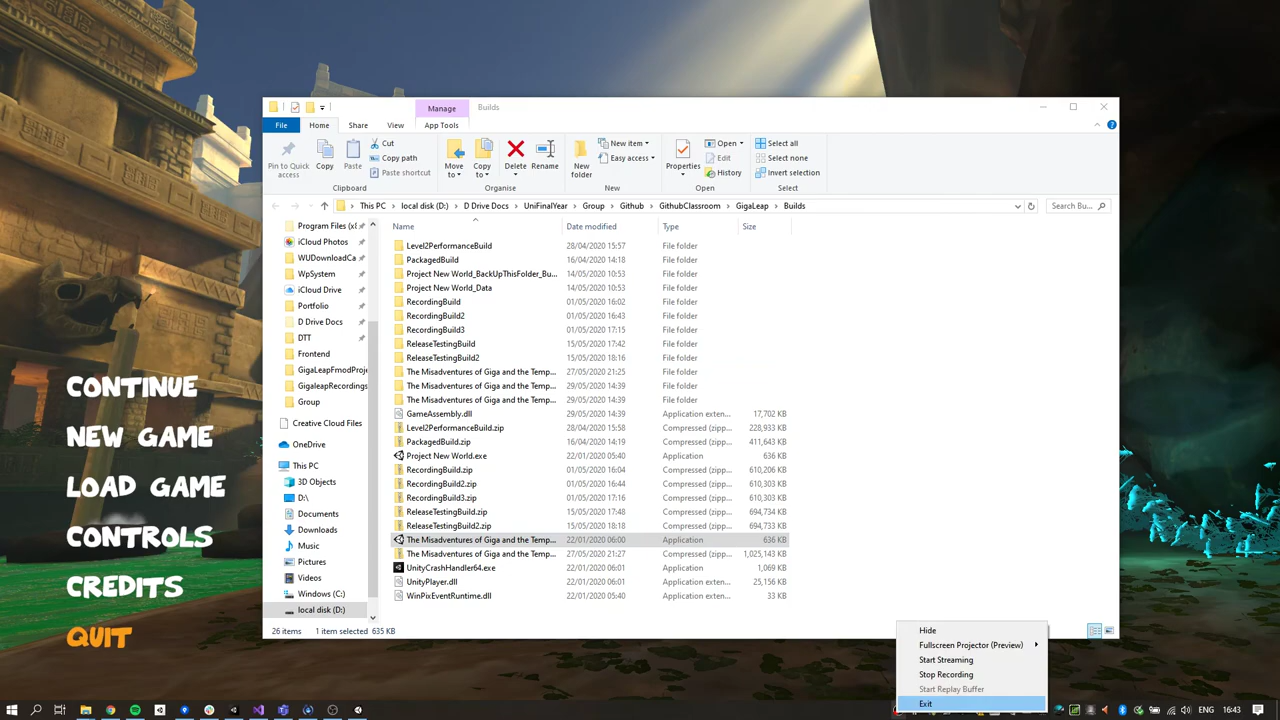 Manage
Builds
File
Home
Share
View
App Tools
Pin to Quick access
Copy
Paste
Cut
Copy path
Paste shortcut
Clipboard
Move to
Copy to
Delete
Rename
Organise
New folder
New item
Easy access
New
Properties
Open
Edit
History
Open
Select all
Select none
Invert selection
Select
This PC > local disk (D:) > D Drive Docs > UniFinalYear > Group > Github > GithubClassroom > GigaLeap > Builds
Search Bu...
Name Date modified Type Size
Program Files (x8
iCloud Photos
WUDownloadCa
WpSystem
iCloud Drive
Portfolio
D Drive Docs
DTT
Frontend
GigaLeapFmodProje
GigaleapRecordings
Group
Creative Cloud Files
OneDrive
This PC
3D Objects
D:\
Documents
Downloads
Music
Pictures
Videos
Windows (C:)
local disk (D:)
Level2PerformanceBuild 28/04/2020 15:57 File folder
PackagedBuild 16/04/2020 14:18 File folder
Project New World_BackUpThisFolder_Bu... 14/05/2020 10:53 File folder
Project New World_Data 14/05/2020 10:53 File folder
RecordingBuild 01/05/2020 16:02 File folder
RecordingBuild2 01/05/2020 16:43 File folder
RecordingBuild3 01/05/2020 17:15 File folder
ReleaseTestingBuild 15/05/2020 17:42 File folder
ReleaseTestingBuild2 15/05/2020 18:16 File folder
The Misadventures of Giga and the Temp... 27/05/2020 21:25 File folder
The Misadventures of Giga and the Temp... 29/05/2020 14:39 File folder
The Misadventures of Giga and the Temp... 29/05/2020 14:39 File folder
GameAssembly.dll 29/05/2020 14:39 Application exten... 17,702 KB
Level2PerformanceBuild.zip 28/04/2020 15:58 Compressed (zipp... 228,933 KB
PackagedBuild.zip 16/04/2020 14:19 Compressed (zipp... 411,643 KB
Project New World.exe 22/01/2020 05:40 Application 636 KB
RecordingBuild.zip 01/05/2020 16:04 Compressed (zipp... 610,206 KB
RecordingBuild2.zip 01/05/2020 16:44 Compressed (zipp... 610,303 KB
RecordingBuild3.zip 01/05/2020 17:16 Compressed (zipp... 610,303 KB
ReleaseTestingBuild.zip 15/05/2020 17:48 Compressed (zipp... 694,734 KB
ReleaseTestingBuild2.zip 15/05/2020 18:18 Compressed (zipp... 694,733 KB
The Misadventures of Giga and the Temp... 22/01/2020 06:00 Application 636 KB
The Misadventures of Giga and the Temp... 27/05/2020 21:27 Compressed (zipp... 1,025,143 KB
UnityCrashHandler64.exe 22/01/2020 06:01 Application 1,069 KB
UnityPlayer.dll 22/01/2020 06:01 Application exten... 25,156 KB
WinPixEventRuntime.dll 22/01/2020 05:40 Application exten... 33 KB
26 items 1 item selected 635 KB
CONTINUE
NEW GAME
LOAD GAME
CONTROLS
CREDITS
QUIT
Hide
Fullscreen Projector (Preview)
Start Streaming
Stop Recording
Start Replay Buffer
Exit
ENG 16:43